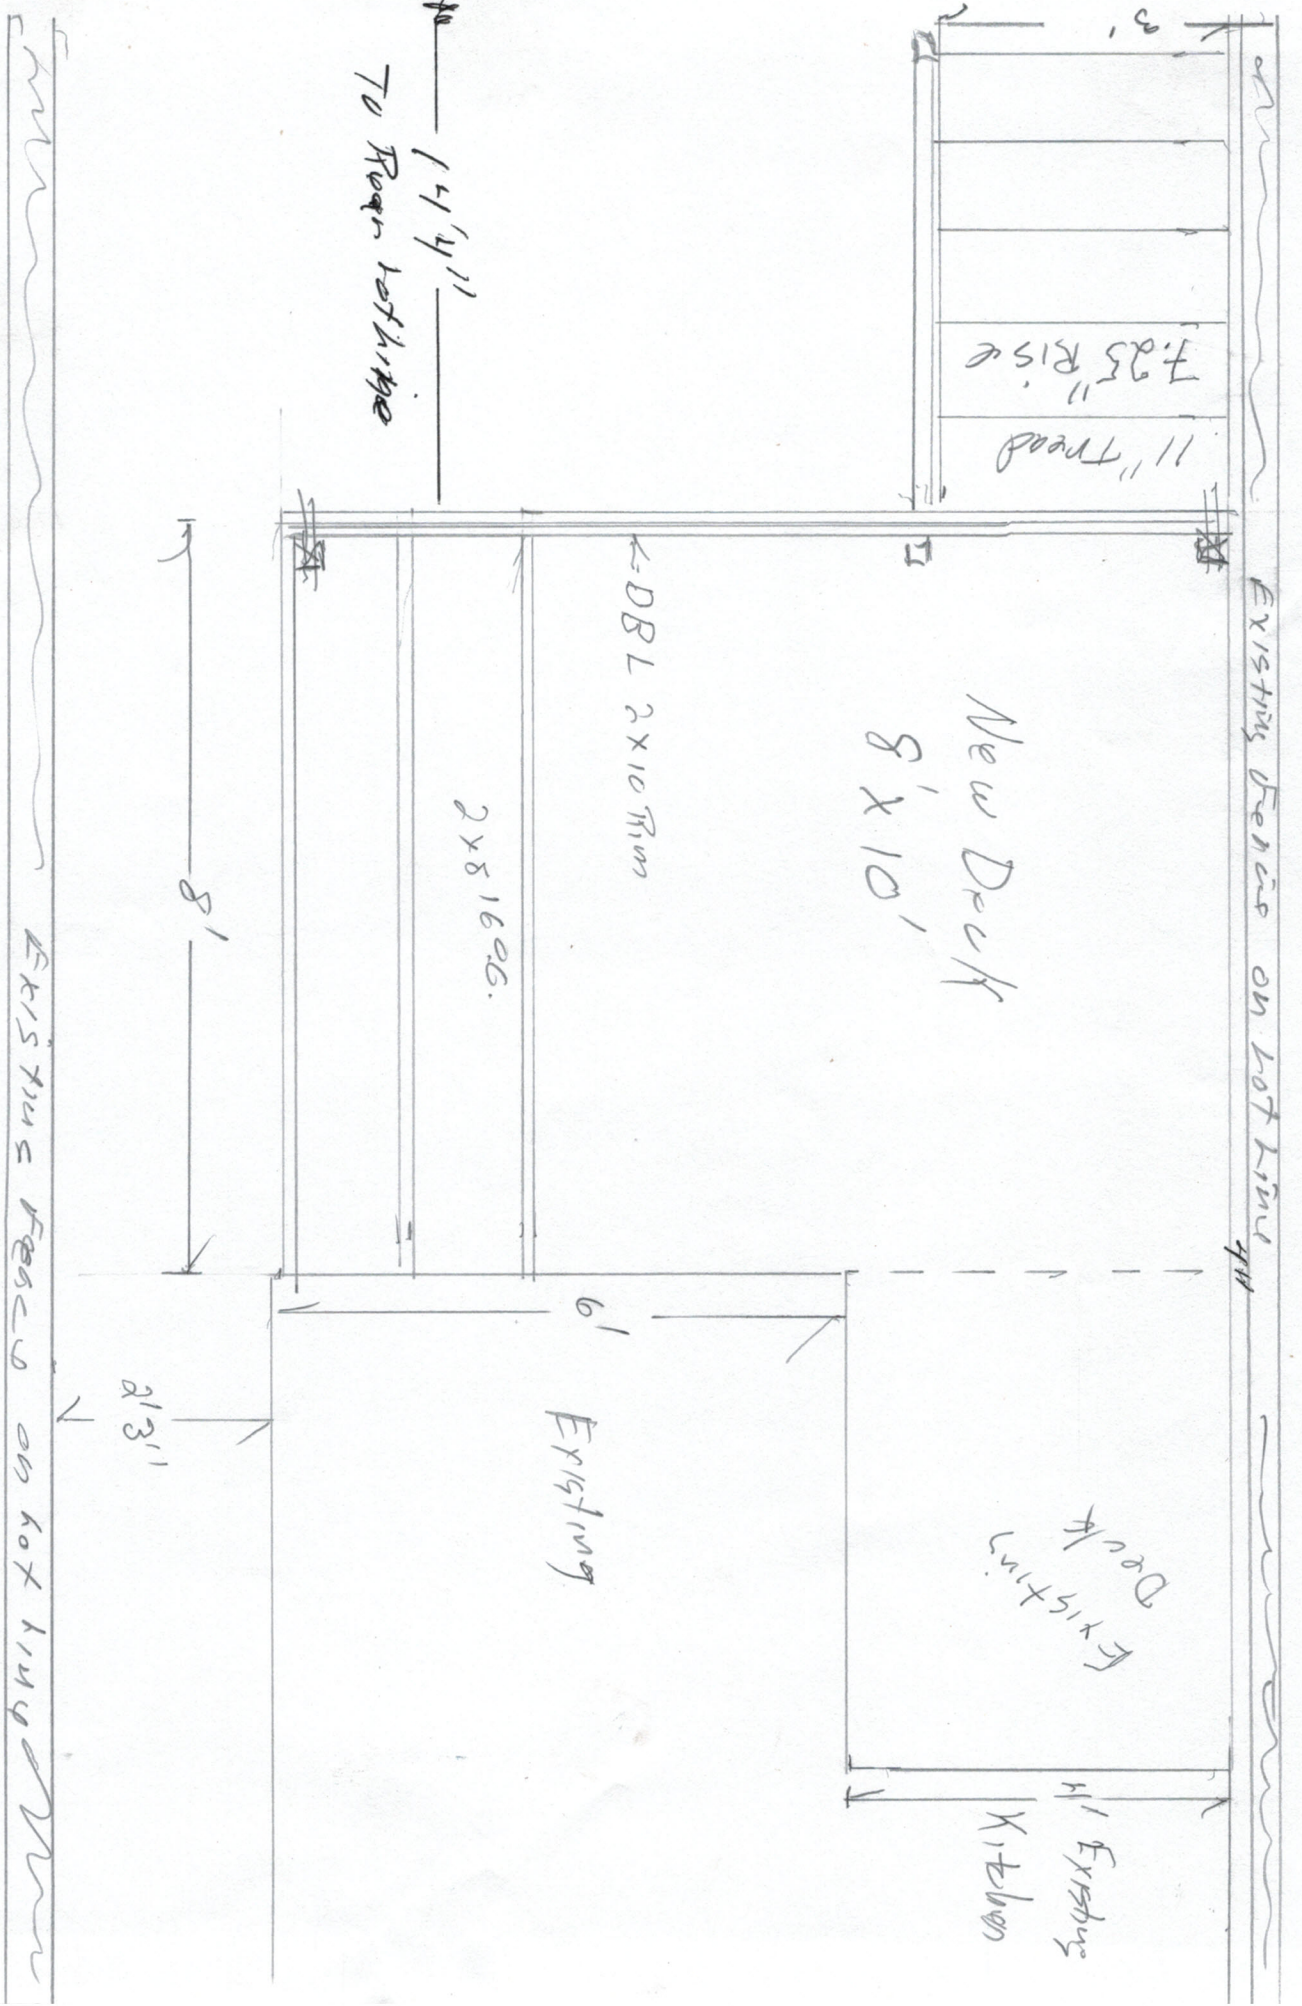 3'
7.25" Rise
11" Tread
14'4"
To Rear Lot Line
Existing Fence on Lot Line
4"
New Deck
8' x 10'
←DBL 2x10 Rim
2x8 16 O.C.
8'
6'
Existing
Existing
Deck
4' Existing
Kitchen
2'3"
Existing Fence on Lot Line